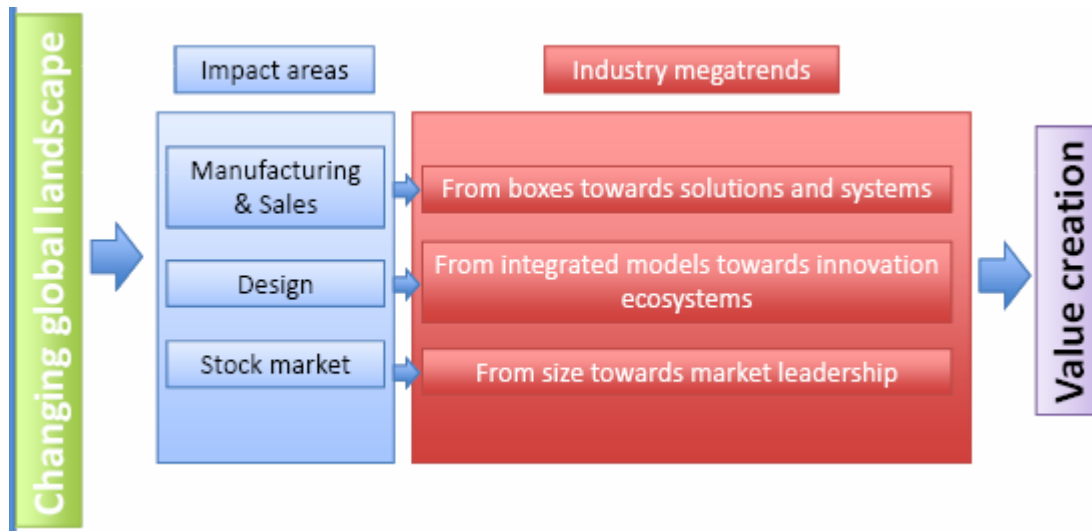 Changing global landscape
Impact areas
Industry megatrends
Manufacturing
& Sales
From boxes towards solutions and systems
Design
From integrated models towards innovation
ecosystems
Stock market
From size towards market leadership
Value creation